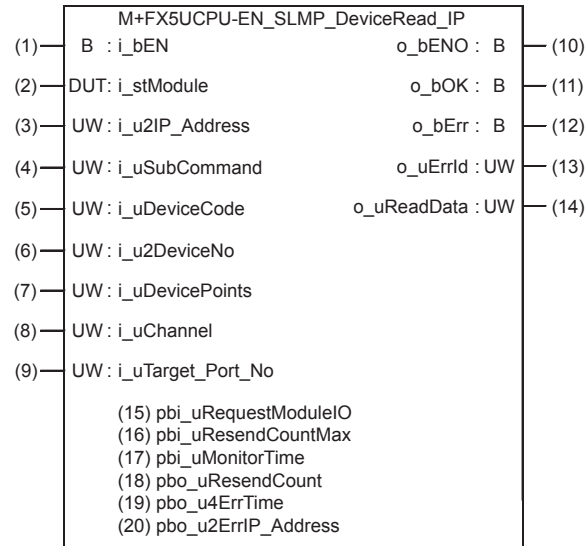 M+FX5UCPU-EN_SLMP_DeviceRead_IP
(1) B : i_bEN o_bENO : B (10)
(2) DUT: i_stModule o_bOK : B (11)
(3) UW : i_u2IP_Address o_bErr : B (12)
(4) UW : i_uSubCommand o_uErrId : UW (13)
(5) UW : i_uDeviceCode o_uReadData : UW (14)
(6) UW : i_u2DeviceNo
(7) UW : i_uDevicePoints
(8) UW : i_uChannel
(9) UW : i_uTarget_Port_No
(15) pbi_uRequestModuleIO
(16) pbi_uResendCountMax
(17) pbi_uMonitorTime
(18) pbo_uResendCount
(19) pbo_u4ErrTime
(20) pbo_u2ErrIP_Address